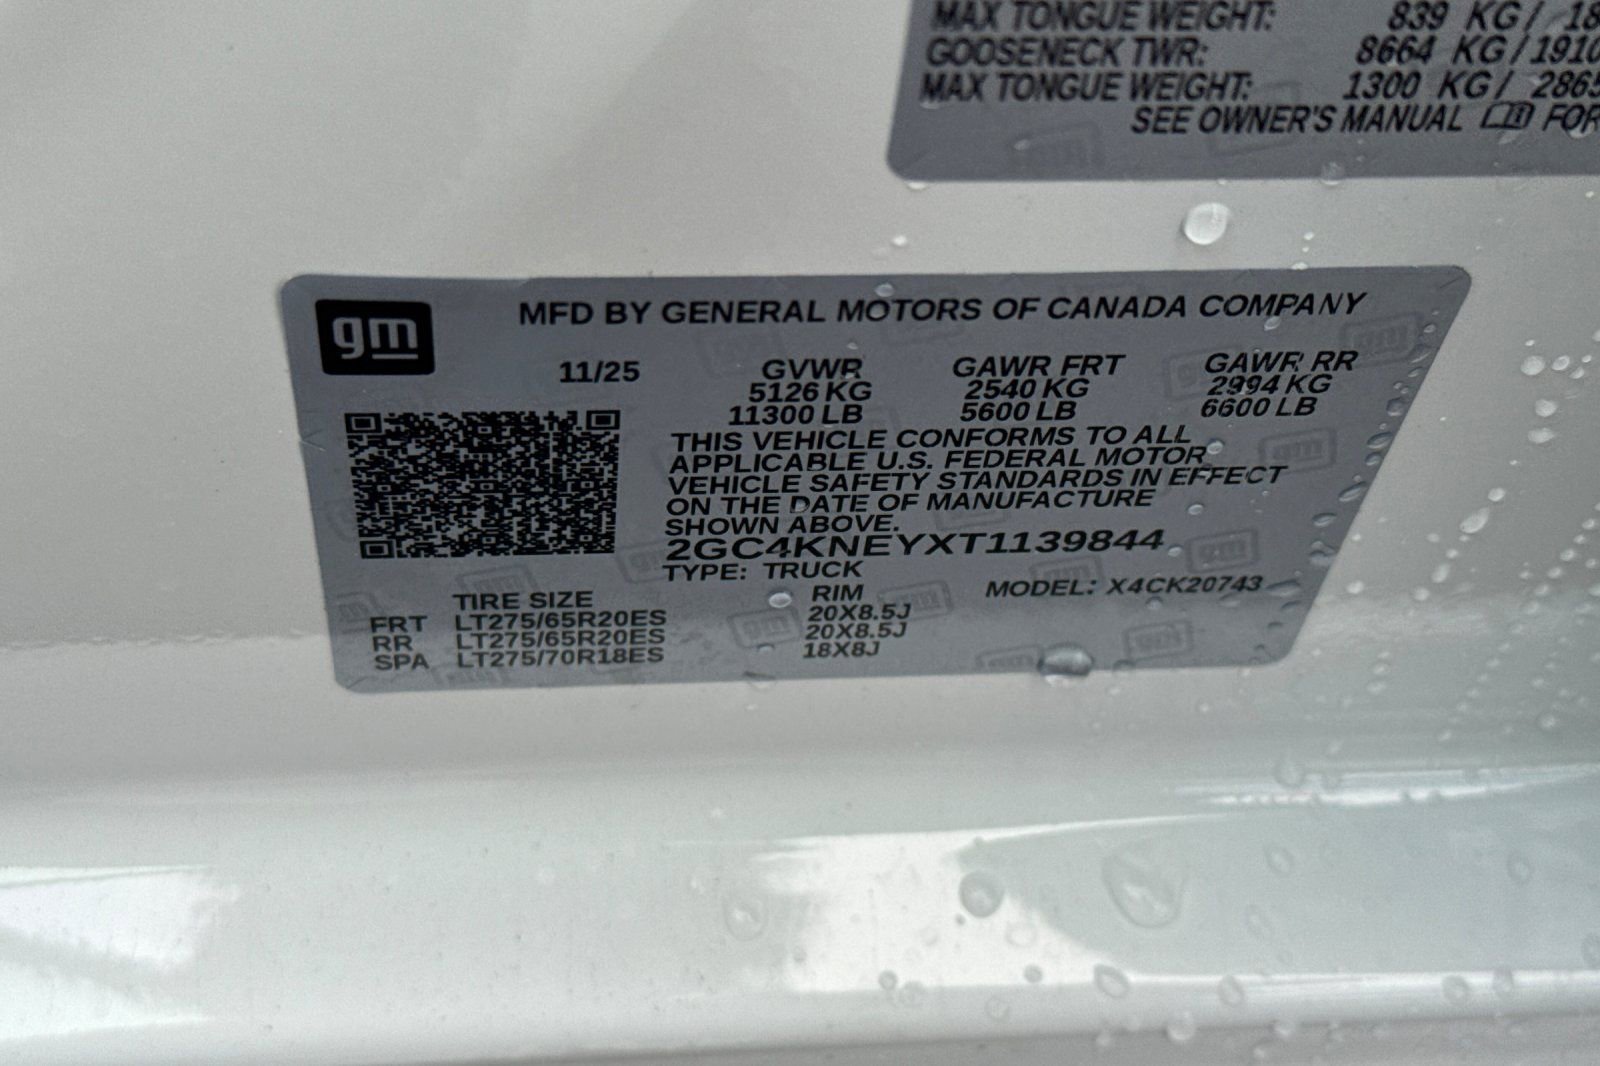 MAX TONGUE WEIGHT: 839 KG/ 18
GOOSENECK TWR: 8664 KG/1910
MAX TONGUE WEIGHT: 1300 KG/ 2865
SEE OWNER'S MANUAL FOR
gm
MFD BY GENERAL MOTORS OF CANADA COMPANY
11/25 GVWR GAWR FRT GAWR RR
5126 KG 2540 KG 2994 KG
11300 LB 5600 LB 6600 LB
THIS VEHICLE CONFORMS TO ALL
APPLICABLE U.S. FEDERAL MOTOR
VEHICLE SAFETY STANDARDS IN EFFECT
ON THE DATE OF MANUFACTURE
SHOWN ABOVE.
2GC4KNEYXT1139844
TYPE: TRUCK
MODEL: X4CK20743
TIRE SIZE RIM
FRT LT275/65R20ES 20X8.5J
RR LT275/65R20ES 20X8.5J
SPA LT275/70R18ES 18X8J